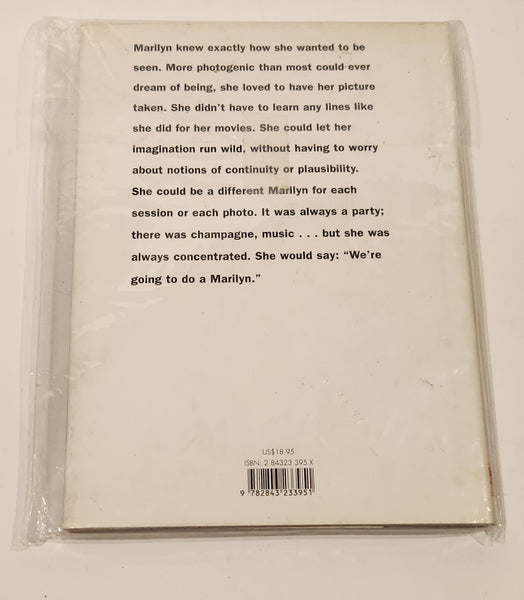 Marilyn knew exactly how she wanted to be
seen. More photogenic than most could ever
dream of being, she loved to have her picture
taken. She didn't have to learn any lines like
she did for her movies. She could let her
imagination run wild, without having to worry
about notions of continuity or plausibility.
She could be a different Marilyn for each
session or each photo. It was always a party;
there was champagne, music . . . but she was
always concentrated. She would say: “We're
going to do a Marilyn.”
US$18.95
ISBN: 2 84323 395 X
9 782843 233951